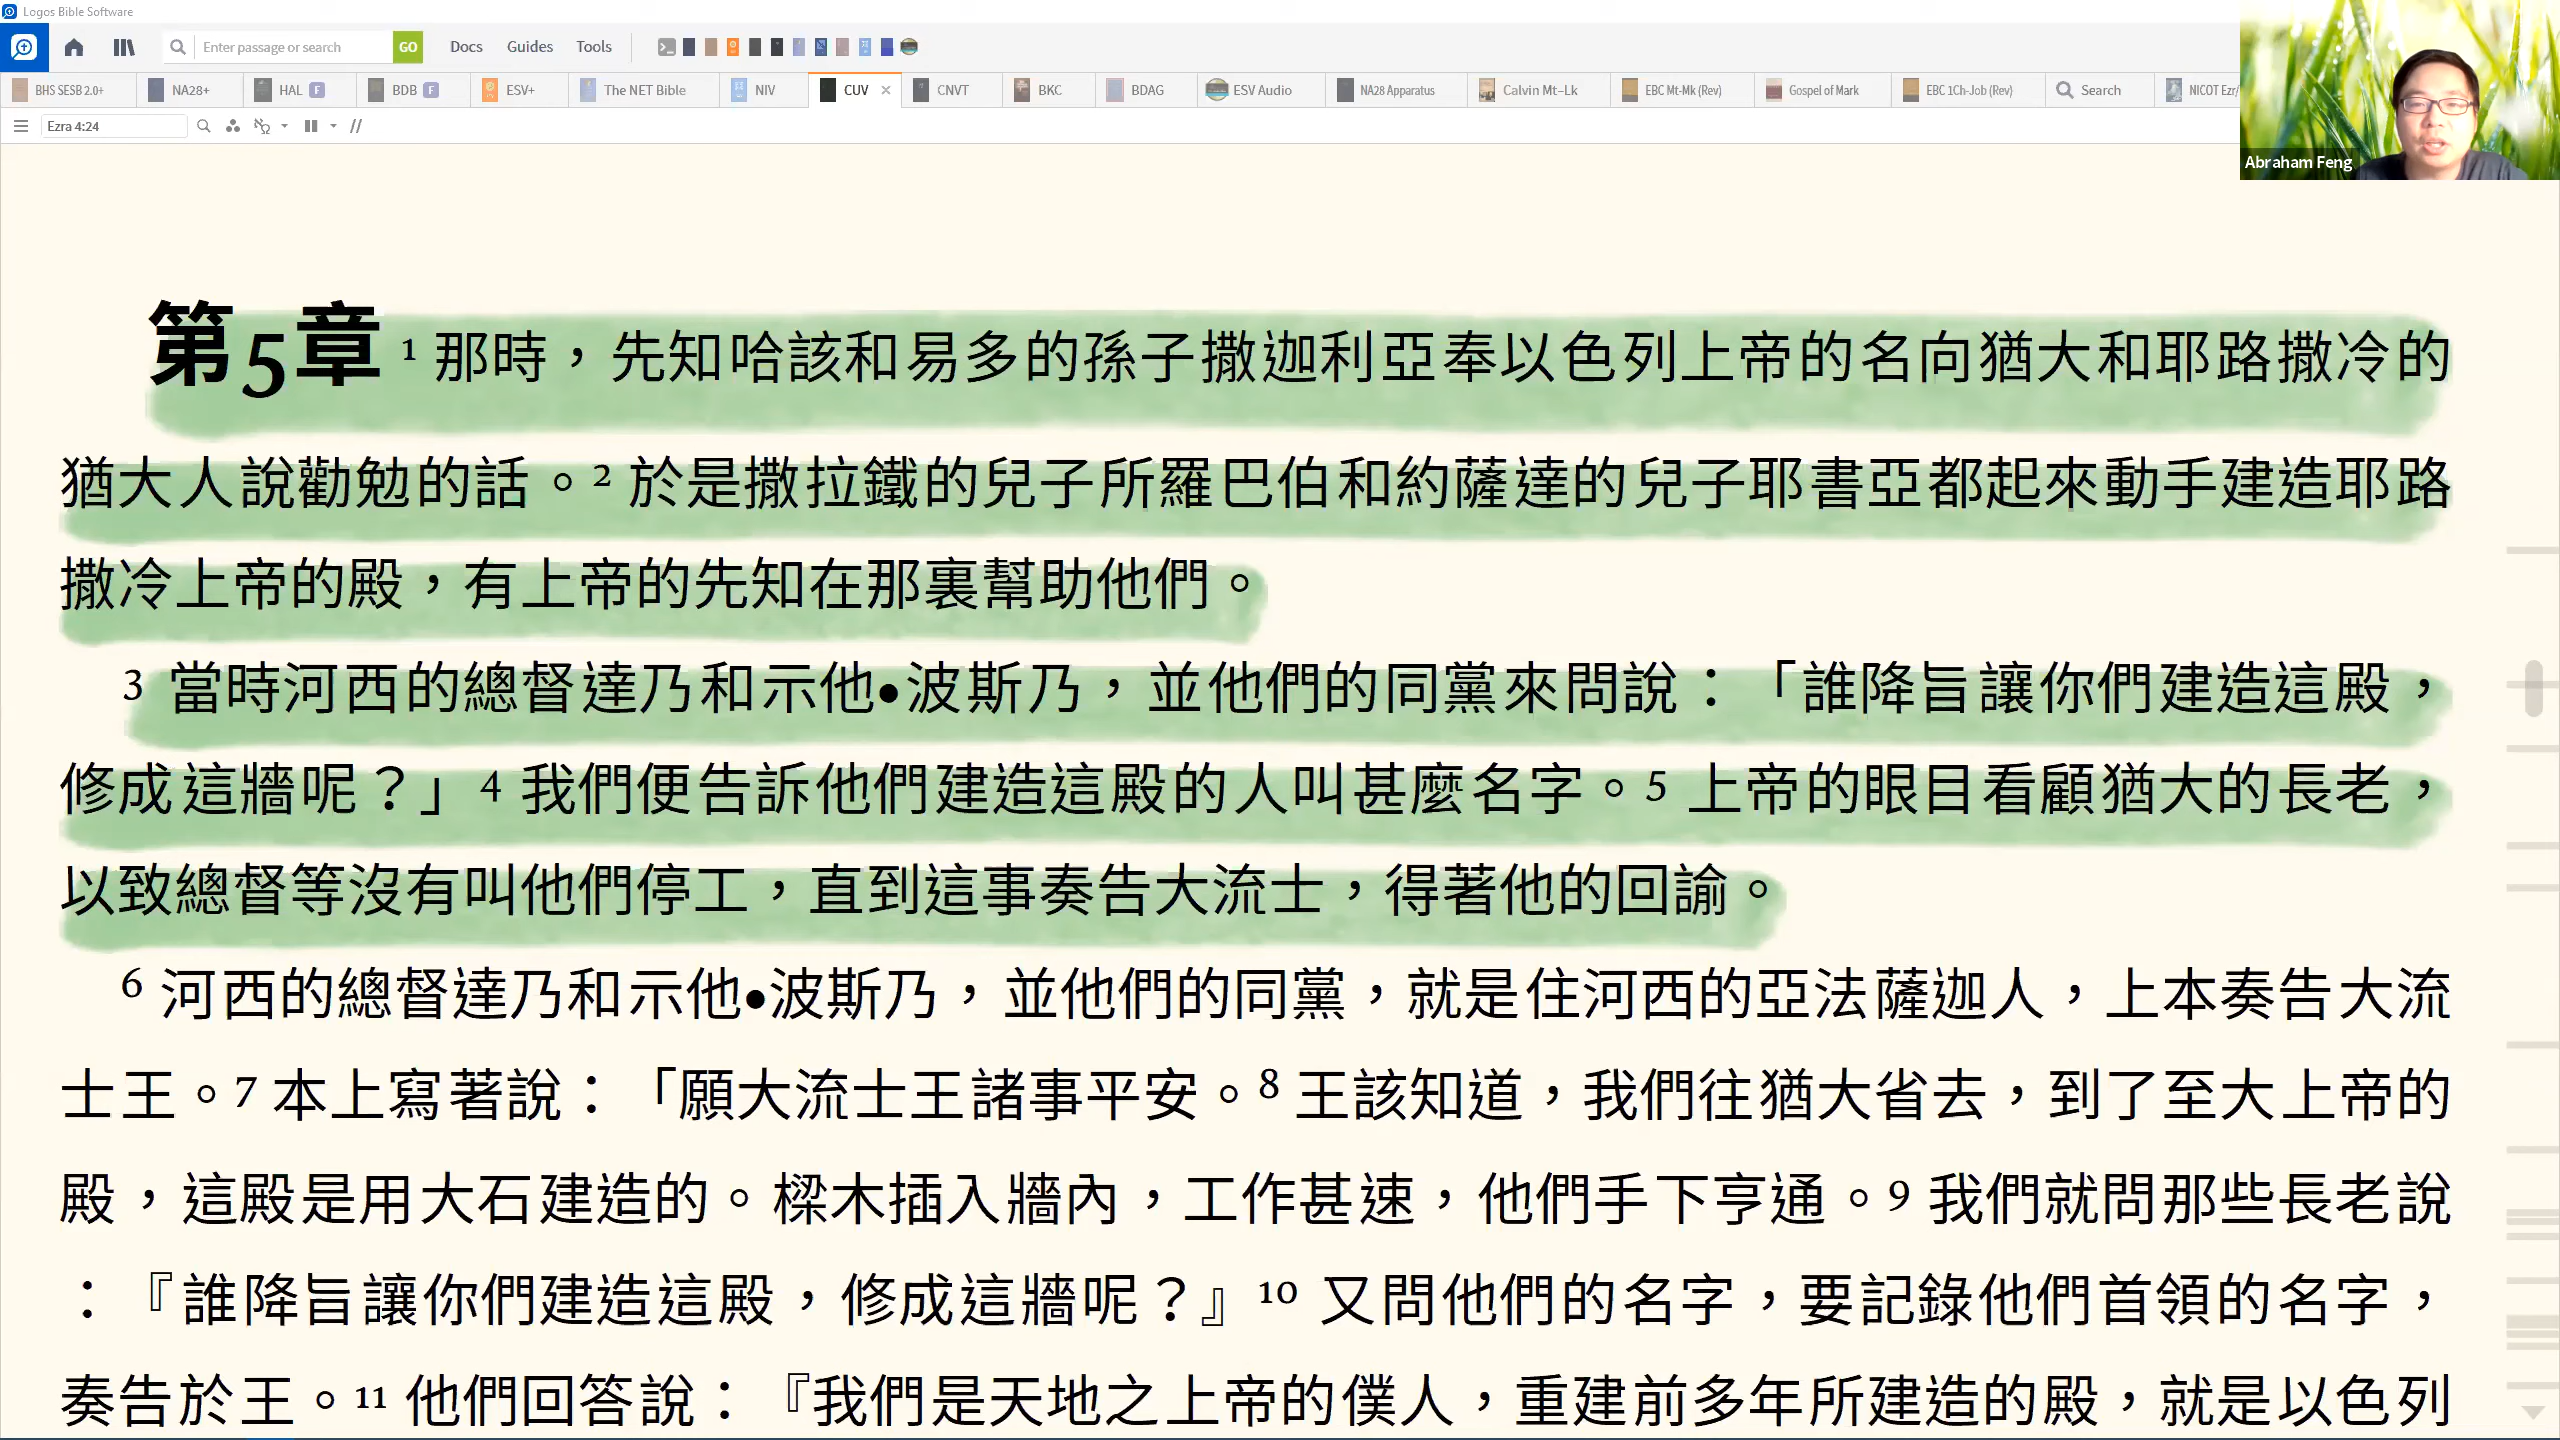 Logos Bible Software
Enter passage or search GO Docs Guides Tools
BHS SESB 2.0+ NA28+ HAL F BDB F ESV+ The NET Bible NIV CUV CNVT BKC BDAG ESV Audio NA28 Apparatus Calvin Mt-Lk EBC Mt-Mk (Rev) Gospel of Mark EBC 1Ch-Job (Rev) Search NICOT Ezr/
Ezra 4:24
Abraham Feng
第5章 1 那時，先知哈該和易多的孫子撒迦利亞奉以色列上帝的名向猶大和耶路撒冷的
猶大人說勸勉的話。2 於是撒拉鐵的兒子所羅巴伯和約薩達的兒子耶書亞都起來動手建造耶路
撒冷上帝的殿，有上帝的先知在那裏幫助他們。
3 當時河西的總督達乃和示他•波斯乃，並他們的同黨來問說：「誰降旨讓你們建造這殿，
修成這牆呢？」4 我們便告訴他們建造這殿的人叫甚麼名字。5 上帝的眼目看顧猶大的長老，
以致總督等沒有叫他們停工，直到這事奏告大流士，得著他的回諭。
6 河西的總督達乃和示他•波斯乃，並他們的同黨，就是住河西的亞法薩迦人，上本奏告大流
士王。7 本上寫著說：「願大流士王諸事平安。8 王該知道，我們往猶大省去，到了至大上帝的
殿，這殿是用大石建造的。樑木插入牆內，工作甚速，他們手下亨通。9 我們就問那些長老說
：『誰降旨讓你們建造這殿，修成這牆呢？』10 又問他們的名字，要記錄他們首領的名字，
奏告於王。11 他們回答說：『我們是天地之上帝的僕人，重建前多年所建造的殿，就是以色列